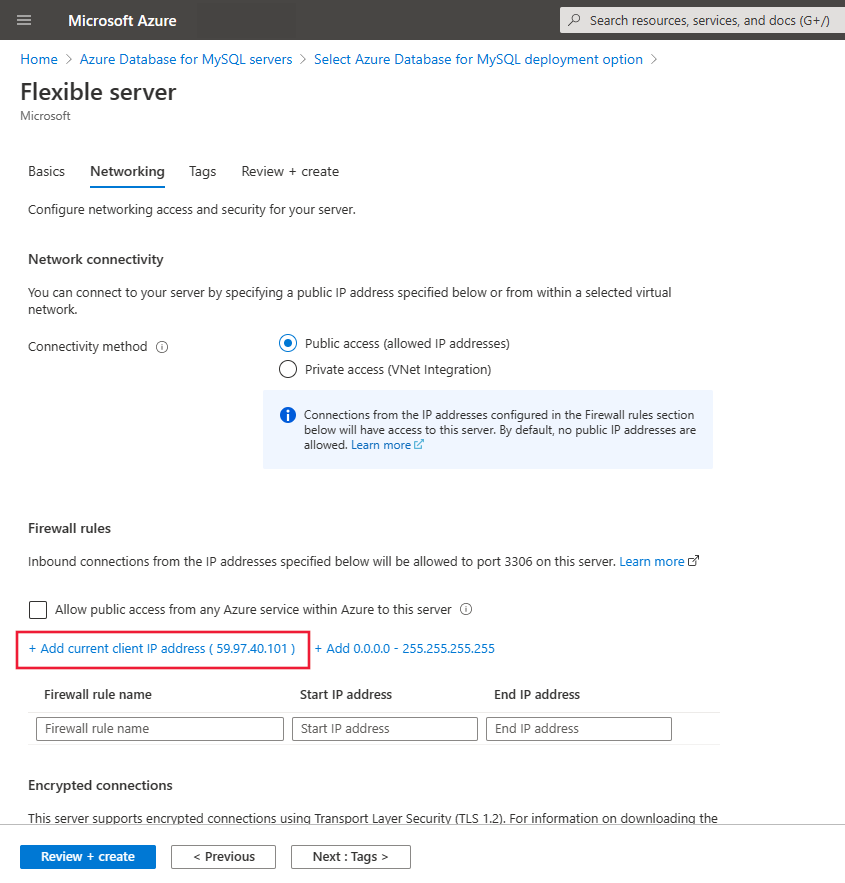 Microsoft Azure
Search resources, services, and docs (G+/)
Home > Azure Database for MySQL servers > Select Azure Database for MySQL deployment option >
Flexible server
Microsoft
Basics Networking Tags Review + create
Configure networking access and security for your server.
Network connectivity
You can connect to your server by specifying a public IP address specified below or from within a selected virtual
network.
Connectivity method
Public access (allowed IP addresses)
Private access (VNet Integration)
Connections from the IP addresses configured in the Firewall rules section
below will have access to this server. By default, no public IP addresses are
allowed. Learn more
Firewall rules
Inbound connections from the IP addresses specified below will be allowed to port 3306 on this server. Learn more
Allow public access from any Azure service within Azure to this server
+ Add current client IP address ( 59.97.40.101 ) + Add 0.0.0.0 - 255.255.255.255
Firewall rule name Start IP address End IP address
Firewall rule name Start IP address End IP address
Encrypted connections
This server supports encrypted connections using Transport Layer Security (TLS 1.2). For information on downloading the
Review + create < Previous Next : Tags >